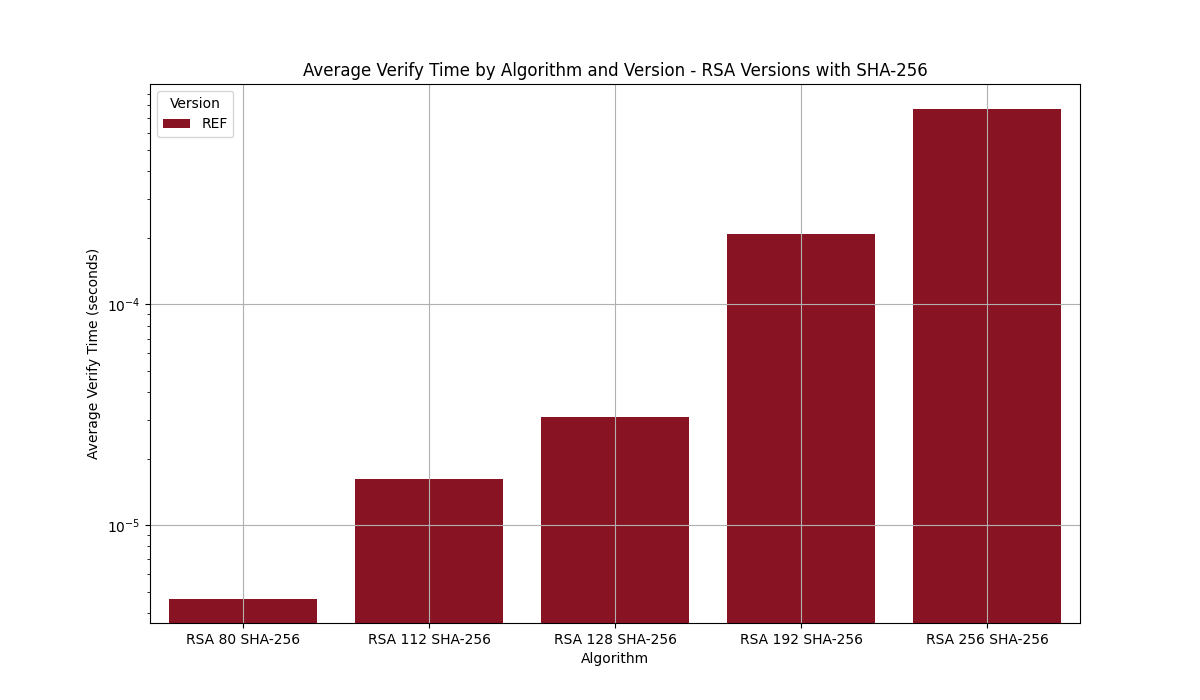 Average Verify Time by Algorithm and Version - RSA Versions with SHA-256
Version
REF
Average Verify Time (seconds)
10⁻⁴
10⁻⁵
RSA 80 SHA-256 RSA 112 SHA-256 RSA 128 SHA-256 RSA 192 SHA-256 RSA 256 SHA-256
Algorithm